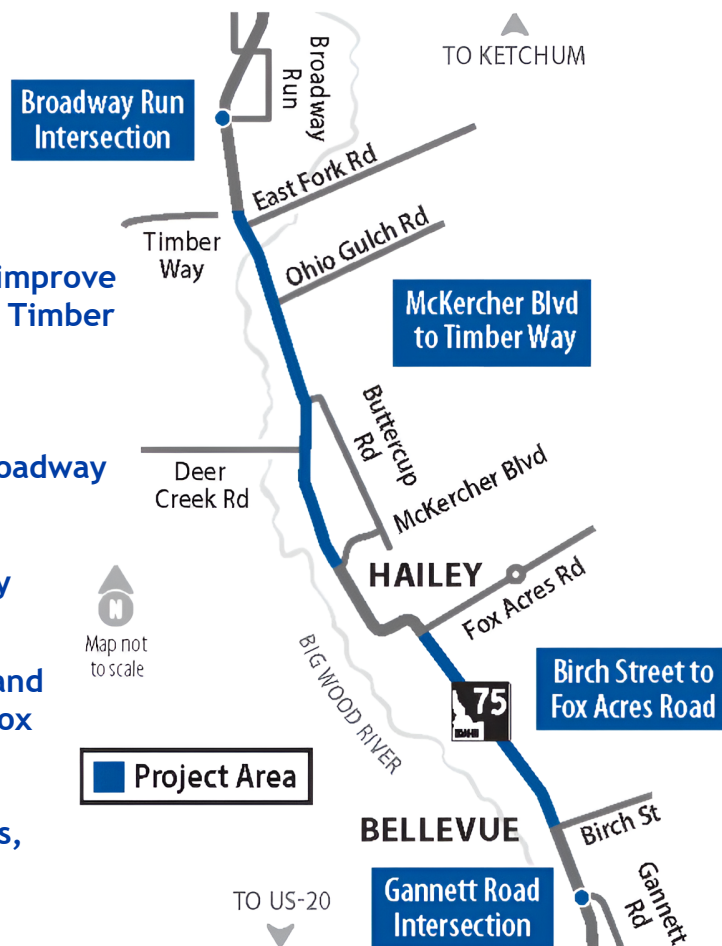 TO KETCHUM
Broadway
Run
Broadway Run
Intersection
East Fork Rd
Timber
Way
Ohio Gulch Rd
improve
Timber
McKercher Blvd
to Timber Way
Buttercup
Rd
oadway
Deer
Creek Rd
McKercher Blvd
HAILEY
Fox Acres Rd
y
N
Map not
to scale
and
ox
BIG WOOD RIVER
Birch Street to
Fox Acres Road
75
Project Area
s,
BELLEVUE
Birch St
TO US-20
Gannett Road
Intersection
Gannett
Rd